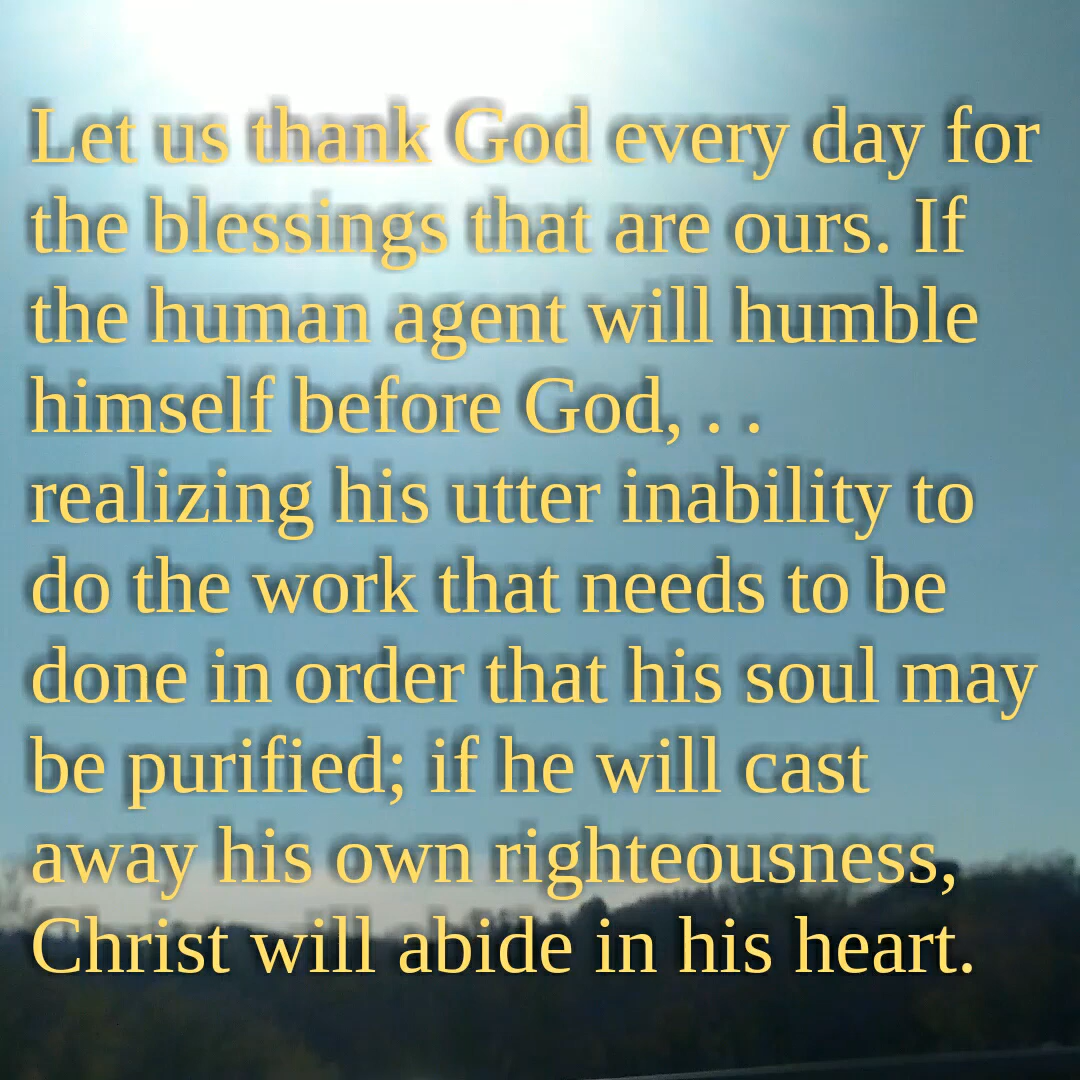 Let us thank God every day for
the blessings that are ours. If
the human agent will humble
himself before God, . .
realizing his utter inability to
do the work that needs to be
done in order that his soul may
be purified; if he will cast
away his own righteousness,
Christ will abide in his heart.